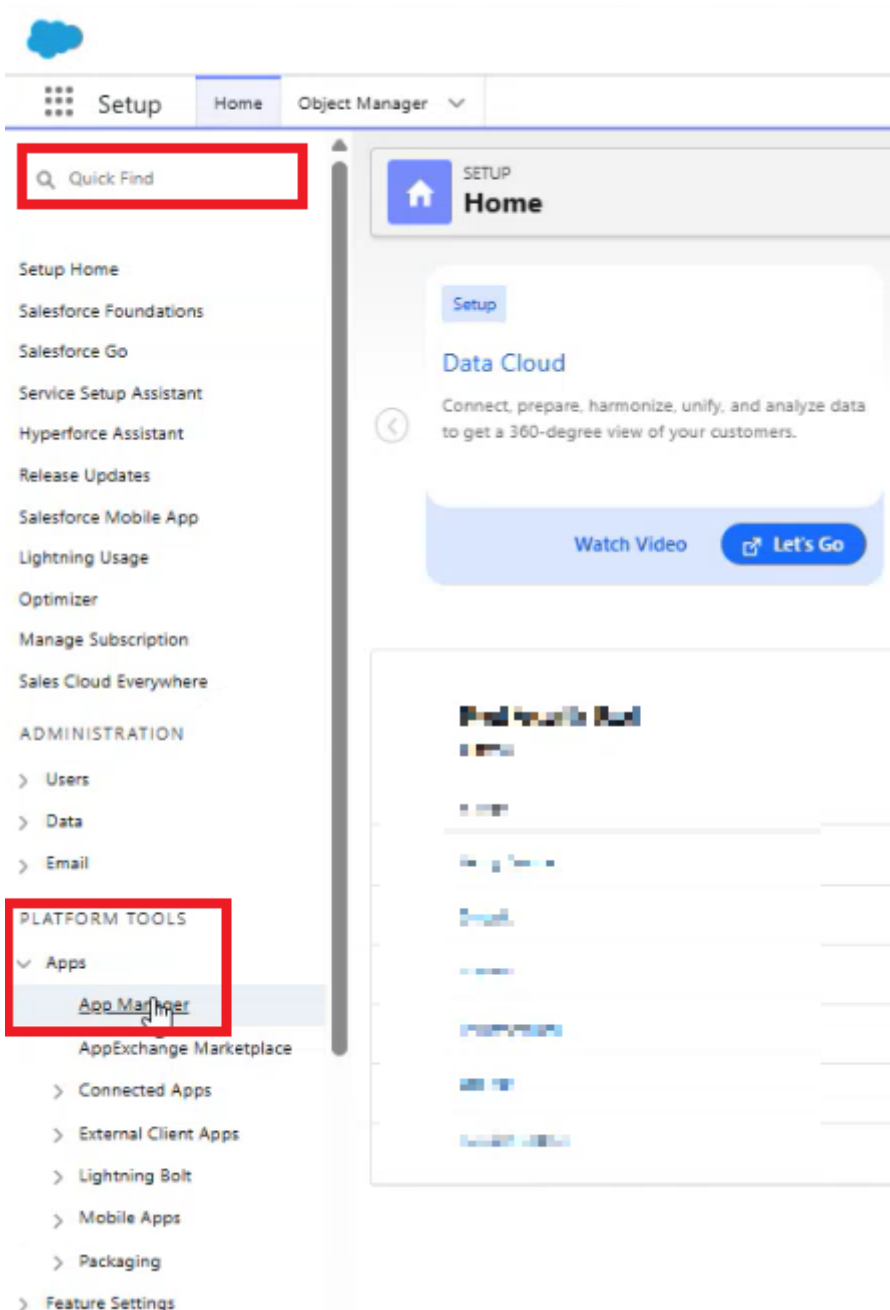 Setup
Home
Object Manager
Quick Find
Setup Home
Salesforce Foundations
Salesforce Go
Service Setup Assistant
Hyperforce Assistant
Release Updates
Salesforce Mobile App
Lightning Usage
Optimizer
Manage Subscription
Sales Cloud Everywhere
ADMINISTRATION
Users
Data
Email
PLATFORM TOOLS
Apps
App Manager
AppExchange Marketplace
Connected Apps
External Client Apps
Lightning Bolt
Mobile Apps
Packaging
Feature Settings
SETUP
Home
Setup
Data Cloud
Connect, prepare, harmonize, unify, and analyze data
to get a 360-degree view of your customers.
Watch Video
Let's Go